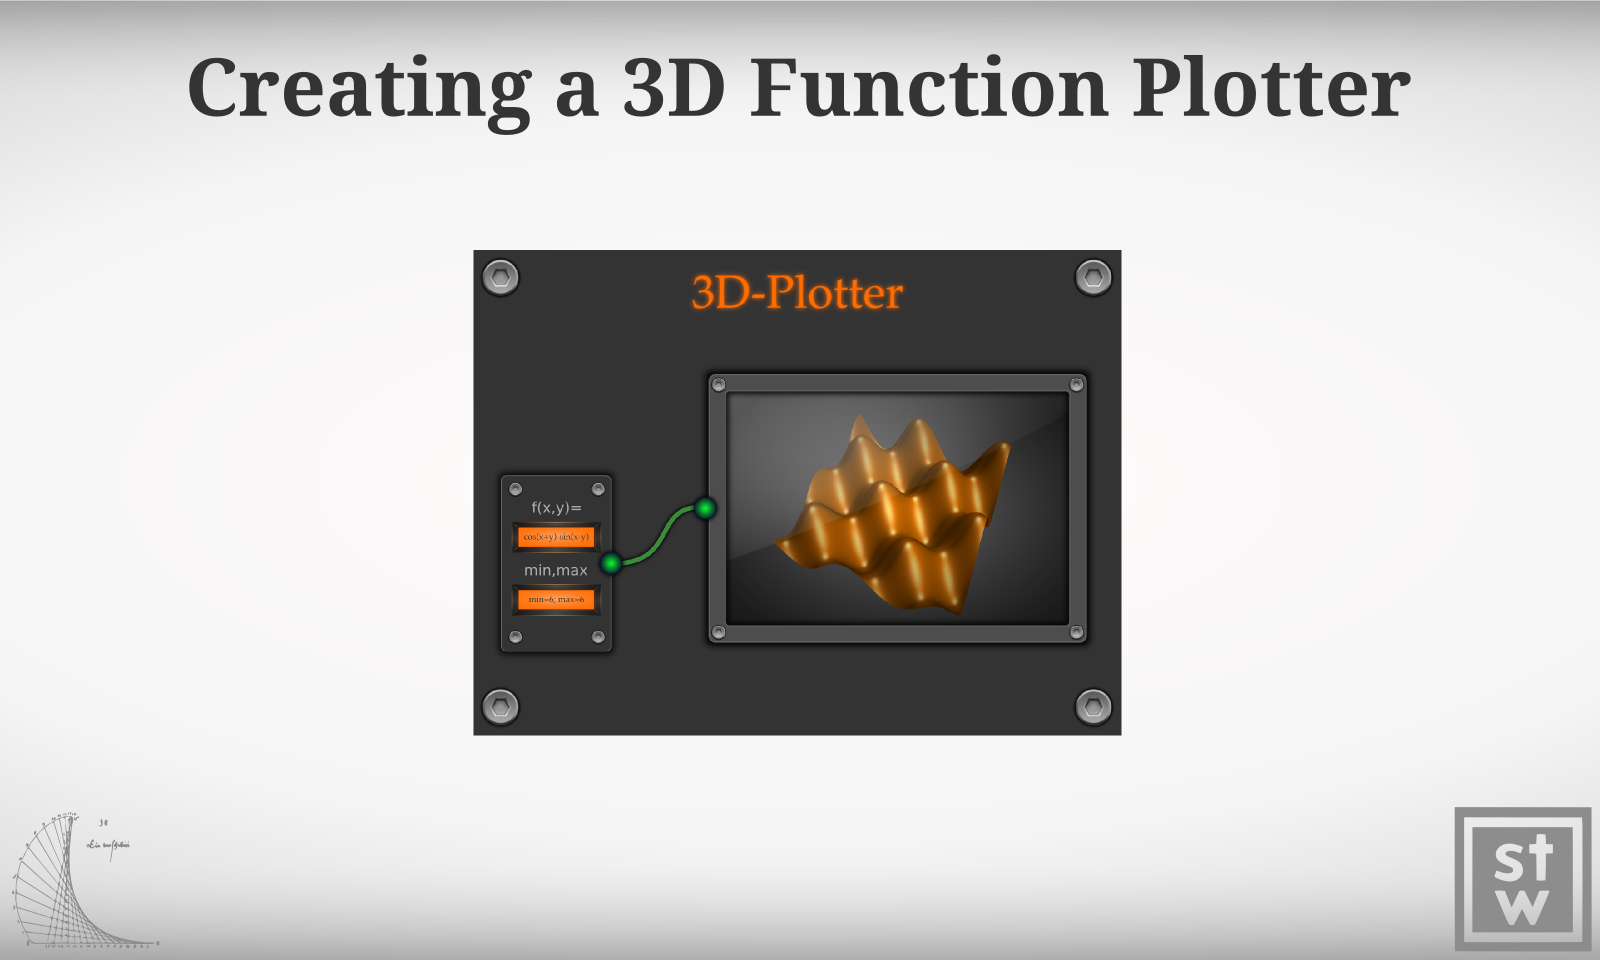 Creating a 3D Function Plotter
3D-Plotter
f(x,y)=
cos(x+y)·sin(x-y)
min,max
min=6; max=6
st
w